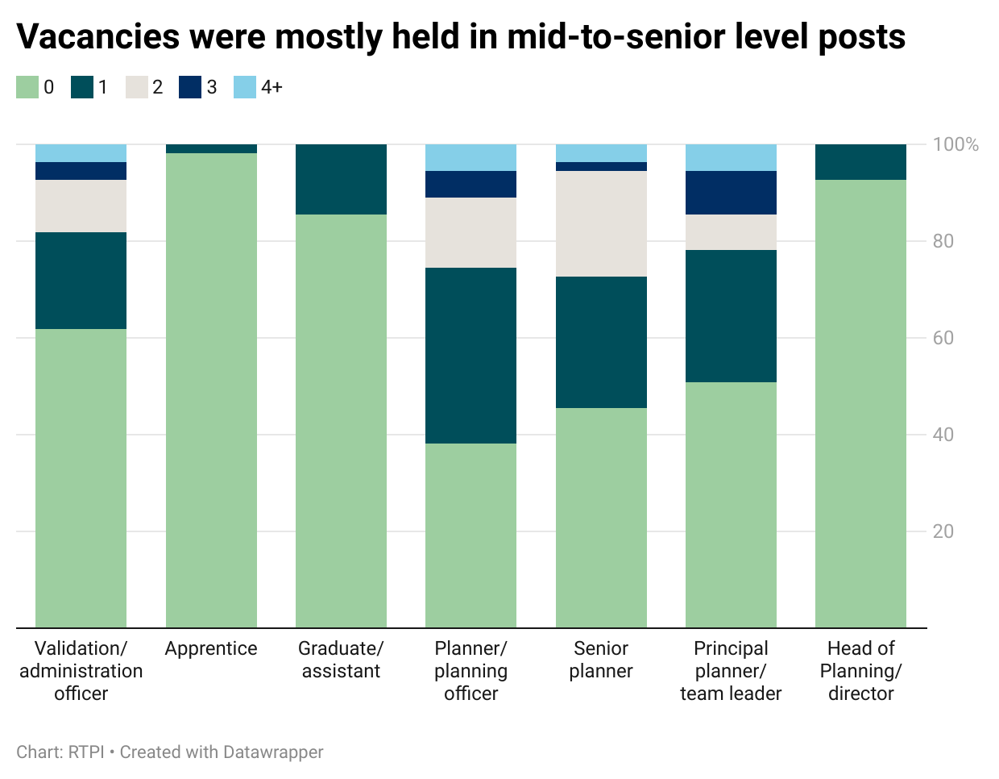 Vacancies were mostly held in mid-to-senior level posts
0 1 2 3 4+
100%
80
60
40
20
Validation/
administration
officer
Apprentice
Graduate/
assistant
Planner/
planning
officer
Senior
planner
Principal
planner/
team leader
Head of
Planning/
director
Chart: RTPI • Created with Datawrapper